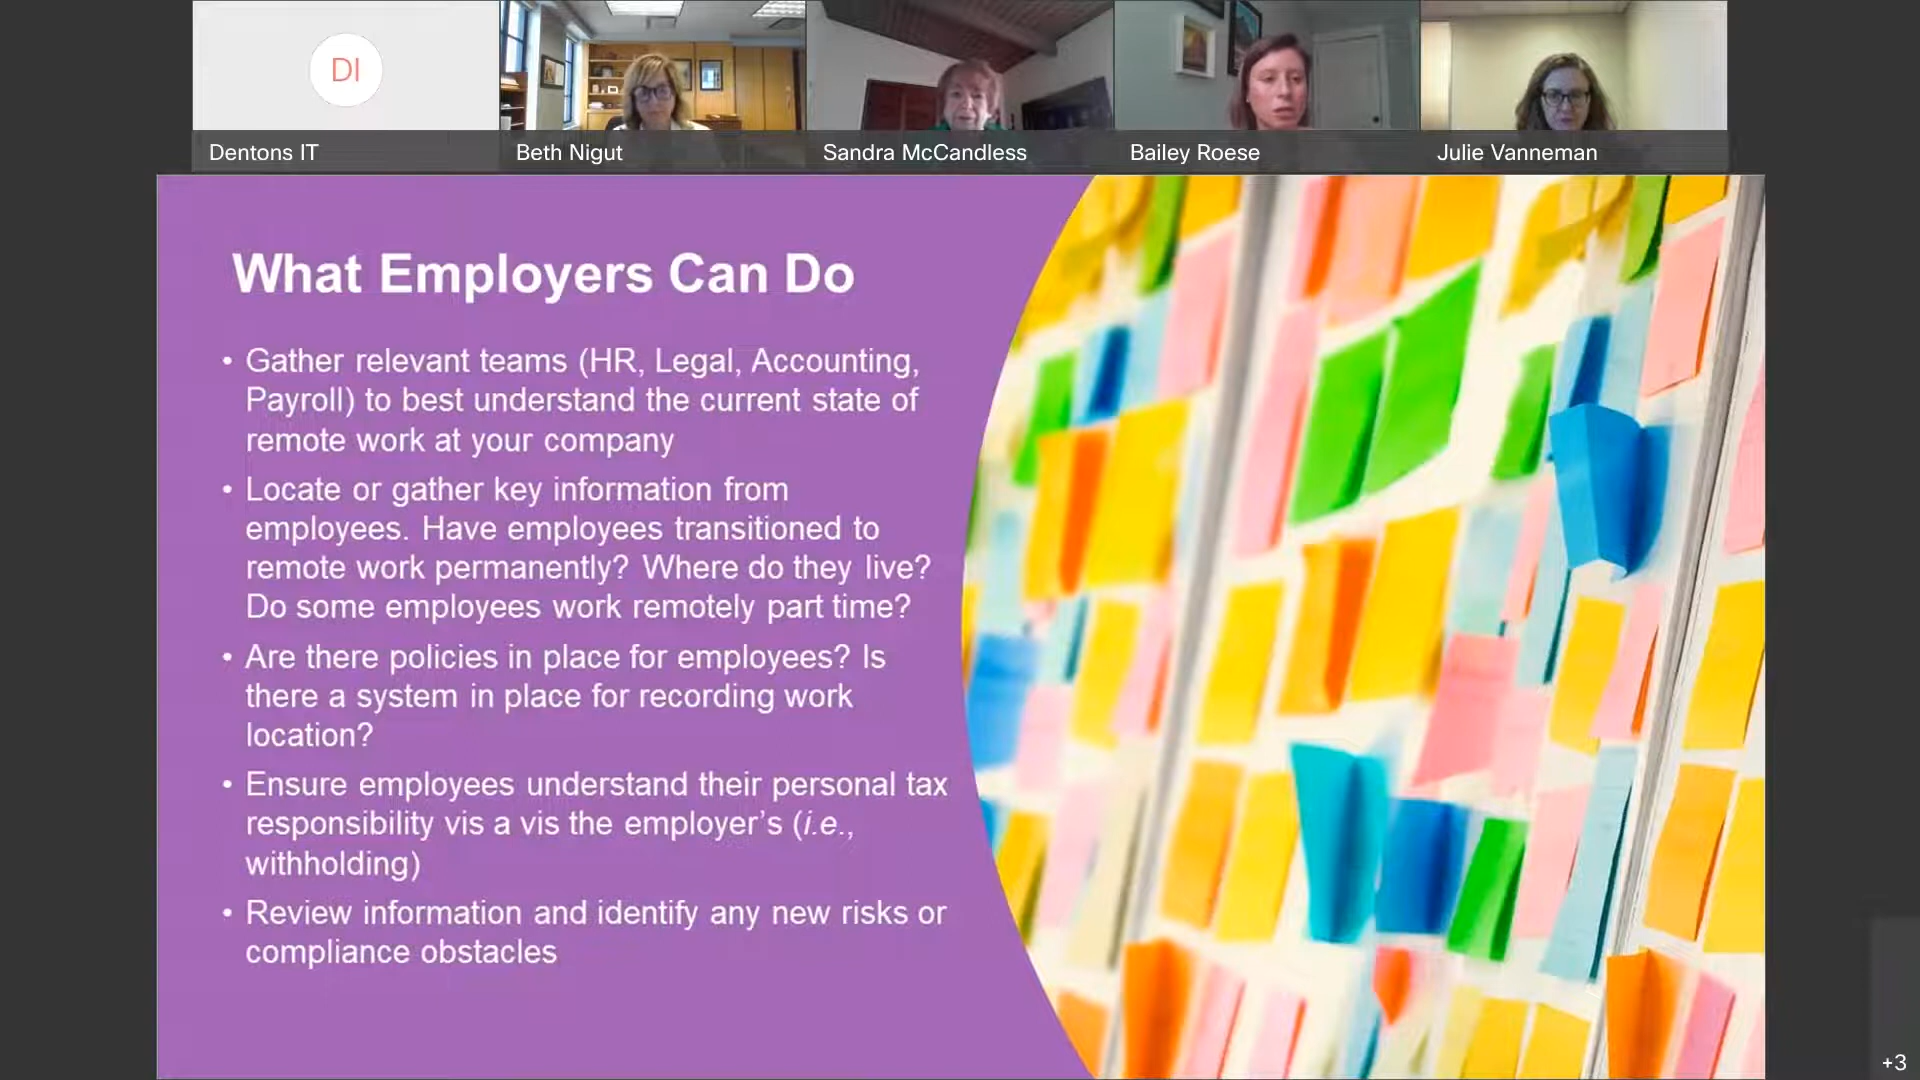 DI
Dentons IT
Beth Nigut
Sandra McCandless
Bailey Roese
Julie Vanneman
What Employers Can Do
• Gather relevant teams (HR, Legal, Accounting,
Payroll) to best understand the current state of
remote work at your company
• Locate or gather key information from
employees. Have employees transitioned to
remote work permanently? Where do they live?
Do some employees work remotely part time?
• Are there policies in place for employees? Is
there a system in place for recording work
location?
• Ensure employees understand their personal tax
responsibility vis a vis the employer’s (i.e.,
withholding)
• Review information and identify any new risks or
compliance obstacles
+3